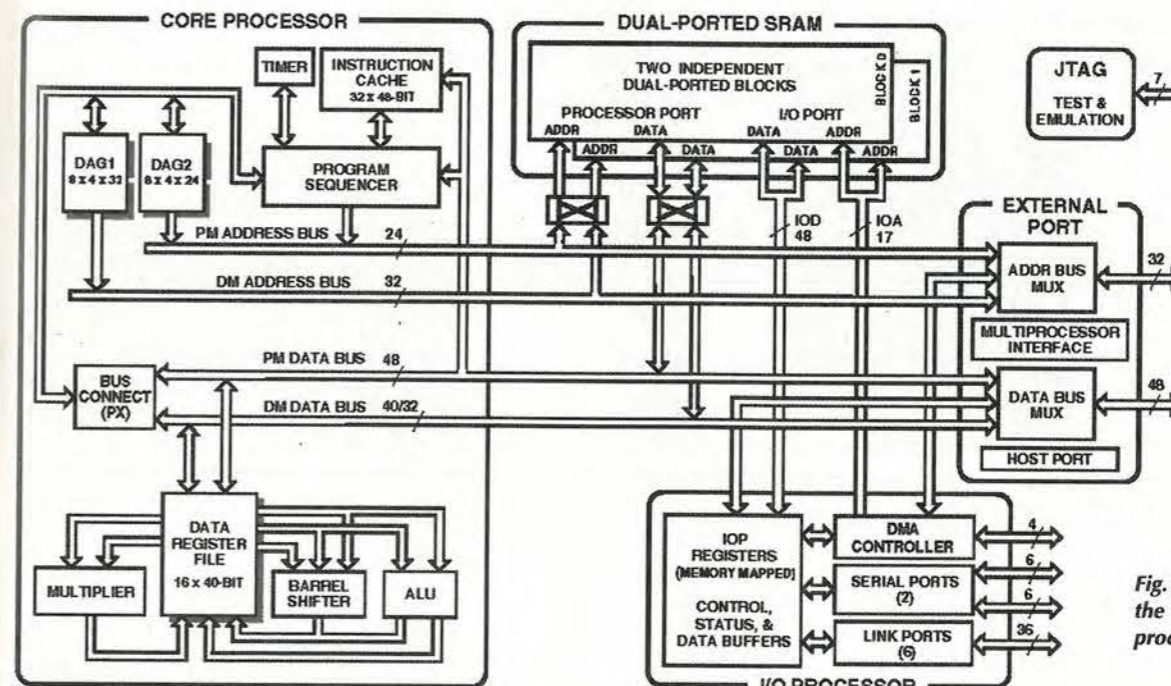 CORE PROCESSOR
TIMER
INSTRUCTION
CACHE
32 x 48-BIT
DAG1
8 x 4 x 32
DAG2
8 x 4 x 24
PROGRAM
SEQUENCER
PM ADDRESS BUS 24
DM ADDRESS BUS 32
PM DATA BUS 48
DM DATA BUS 40/32
BUS
CONNECT
(PX)
DATA
REGISTER
FILE
16 x 40-BIT
MULTIPLIER
BARREL
SHIFTER
ALU
DUAL-PORTED SRAM
TWO INDEPENDENT
DUAL-PORTED BLOCKS
BLOCK 0
BLOCK 1
PROCESSOR PORT I/O PORT
ADDR DATA DATA ADDR
ADDR DATA DATA ADDR
IOD
48
IOA
17
JTAG
TEST &
EMULATION
7
EXTERNAL
PORT
ADDR BUS
MUX
32
MULTIPROCESSOR
INTERFACE
DATA BUS
MUX
48
HOST PORT
IOP
REGISTERS
(MEMORY MAPPED)
CONTROL,
STATUS, &
DATA BUFFERS
DMA
CONTROLLER
4
SERIAL PORTS
(2)
6
6
LINK PORTS
(6)
36
I/O PROCESSOR
Fig.
the
proc